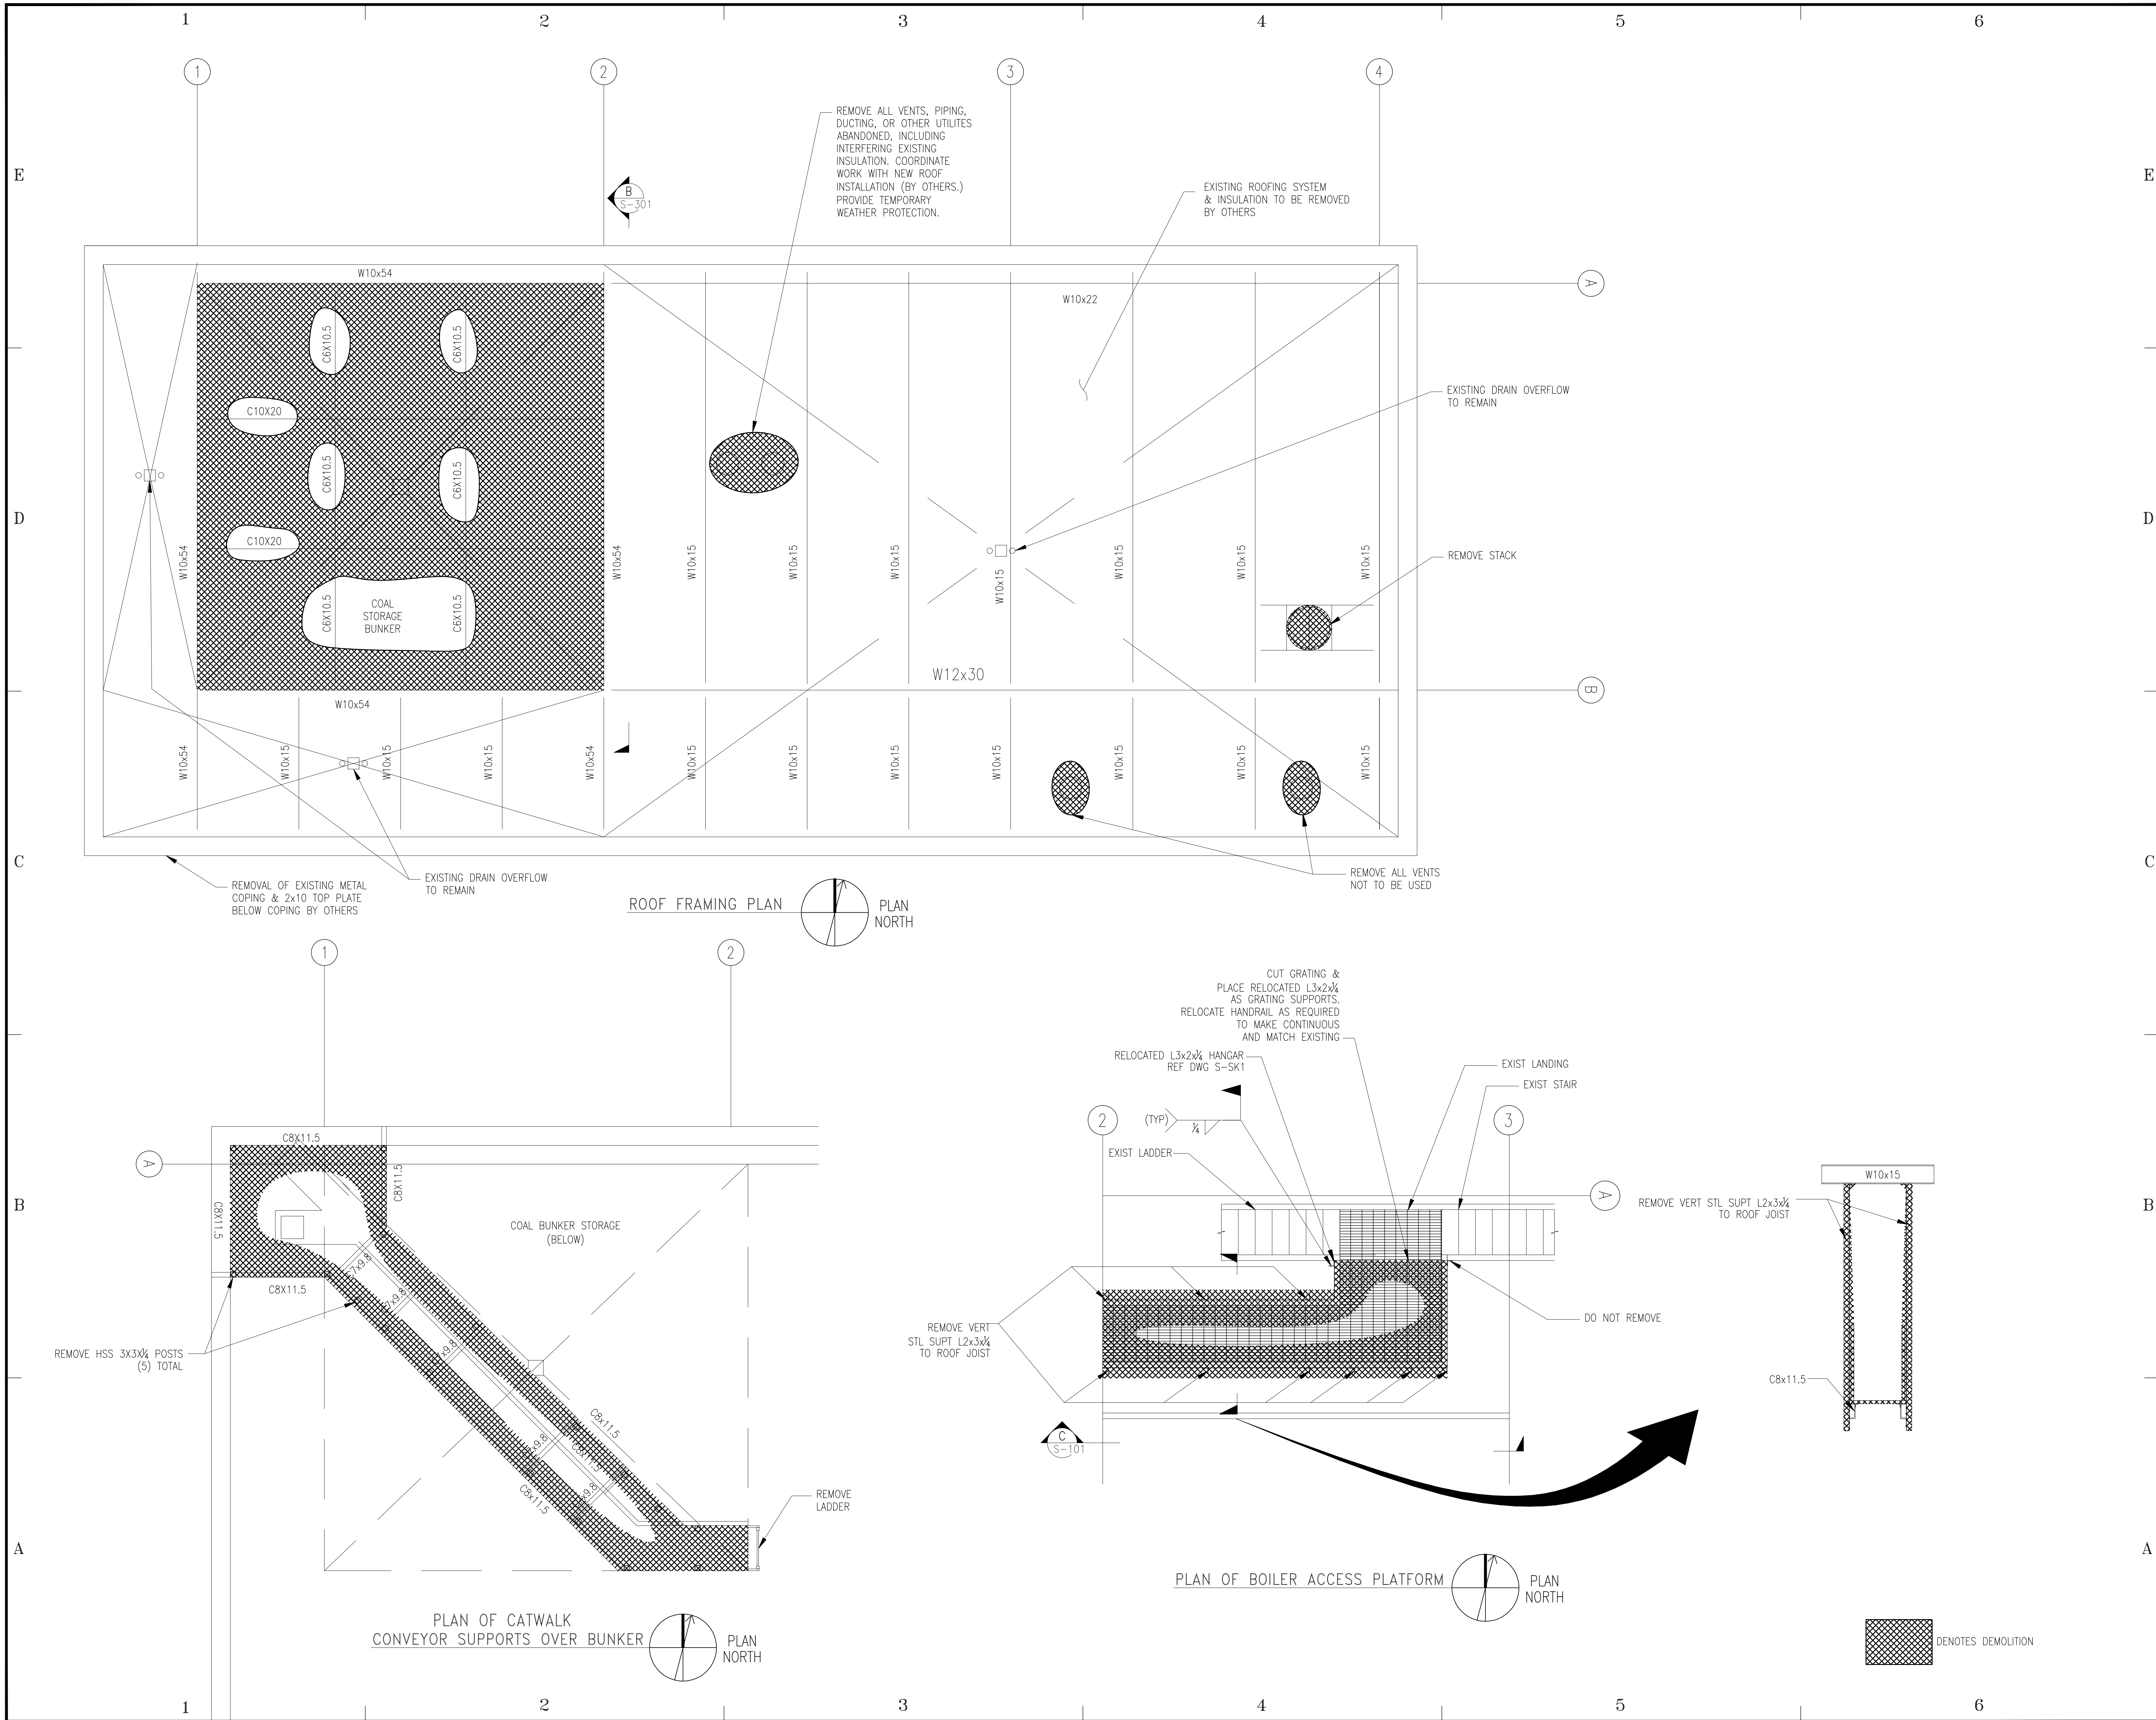 1 2 3 4 5 6
1 2 3 4
REMOVE ALL VENTS, PIPING,
DUCTING, OR OTHER UTILITES
ABANDONED, INCLUDING
INTERFERING EXISTING
INSULATION. COORDINATE
WORK WITH NEW ROOF
INSTALLATION (BY OTHERS.)
PROVIDE TEMPORARY
WEATHER PROTECTION.
E
E
B
S-301
EXISTING ROOFING SYSTEM
& INSULATION TO BE REMOVED
BY OTHERS
W10x54
A
W10x22
C6X10.5
C6X10.5
EXISTING DRAIN OVERFLOW
TO REMAIN
C10X20
C6X10.5
C6X10.5
D
D
C10X20
W10x54
W10x54
W10x15
W10x15
W10x15
W10x15
W10x15
W10x15
W10x15
REMOVE STACK
C6X10.5
COAL
STORAGE
BUNKER
C6X10.5
W12x30
B
W10x54
W10x54
W10x15
W10x15
W10x15
W10x54
W10x15
W10x15
W10x15
W10x15
W10x15
W10x15
W10x15
C
C
REMOVAL OF EXISTING METAL
COPING & 2x10 TOP PLATE
BELOW COPING BY OTHERS
EXISTING DRAIN OVERFLOW
TO REMAIN
REMOVE ALL VENTS
NOT TO BE USED
ROOF FRAMING PLAN
PLAN
NORTH
1 2
C8X11.5
A
C8X11.5
C8X11.5
COAL BUNKER STORAGE
(BELOW)
C8X11.5
C7x9.8
C7x9.8
REMOVE HSS 3X3X¼ POSTS
(5) TOTAL
C8x11.5
C8x11.5
C8x11.5
REMOVE
LADDER
PLAN OF CATWALK
CONVEYOR SUPPORTS OVER BUNKER
PLAN
NORTH
CUT GRATING &
PLACE RELOCATED L3x2x¼
AS GRATING SUPPORTS.
RELOCATE HANDRAIL AS REQUIRED
TO MAKE CONTINUOUS
AND MATCH EXISTING
RELOCATED L3x2x¼ HANGAR
REF DWG S-SK1
EXIST LANDING
EXIST STAIR
2
(TYP)
¼
3
EXIST LADDER
A
DO NOT REMOVE
REMOVE VERT
STL SUPT L2x3x¼
TO ROOF JOIST
C
S-101
PLAN OF BOILER ACCESS PLATFORM
PLAN
NORTH
W10x15
REMOVE VERT STL SUPT L2x3x¼
TO ROOF JOIST
C8x11.5
B
B
A
A
DENOTES DEMOLITION
1 2 3 4 5 6